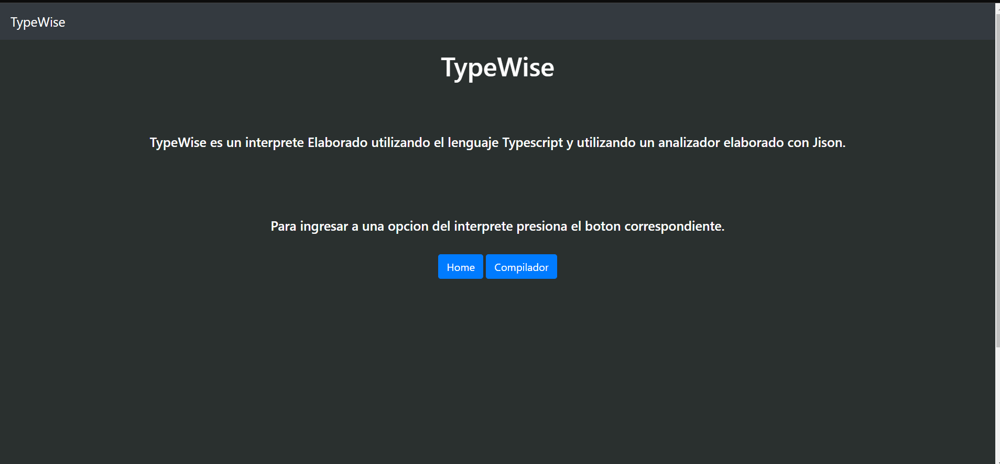 TypeWise
TypeWise
TypeWise es un interprete Elaborado utilizando el lenguaje Typescript y utilizando un analizador elaborado con Jison.
Para ingresar a una opcion del interprete presiona el boton correspondiente.
Home Compilador